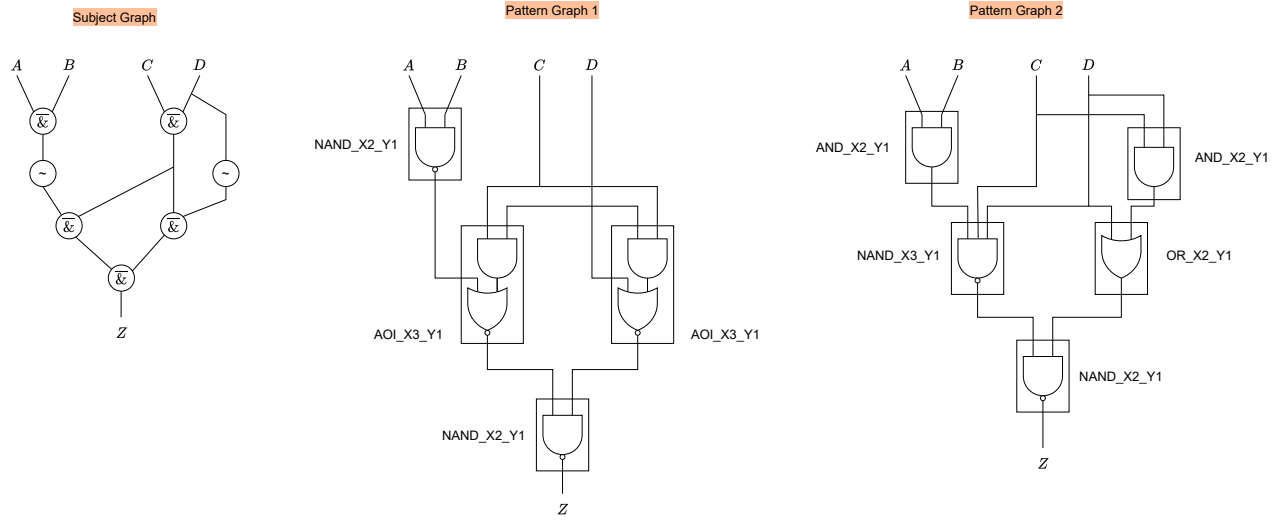 Subject Graph
A B C D
&
&
~
~
&
&
&
Z
Pattern Graph 1
A B C D
NAND_X2_Y1
AOI_X3_Y1
AOI_X3_Y1
NAND_X2_Y1
Z
Pattern Graph 2
A B C D
AND_X2_Y1
AND_X2_Y1
NAND_X3_Y1
OR_X2_Y1
NAND_X2_Y1
Z